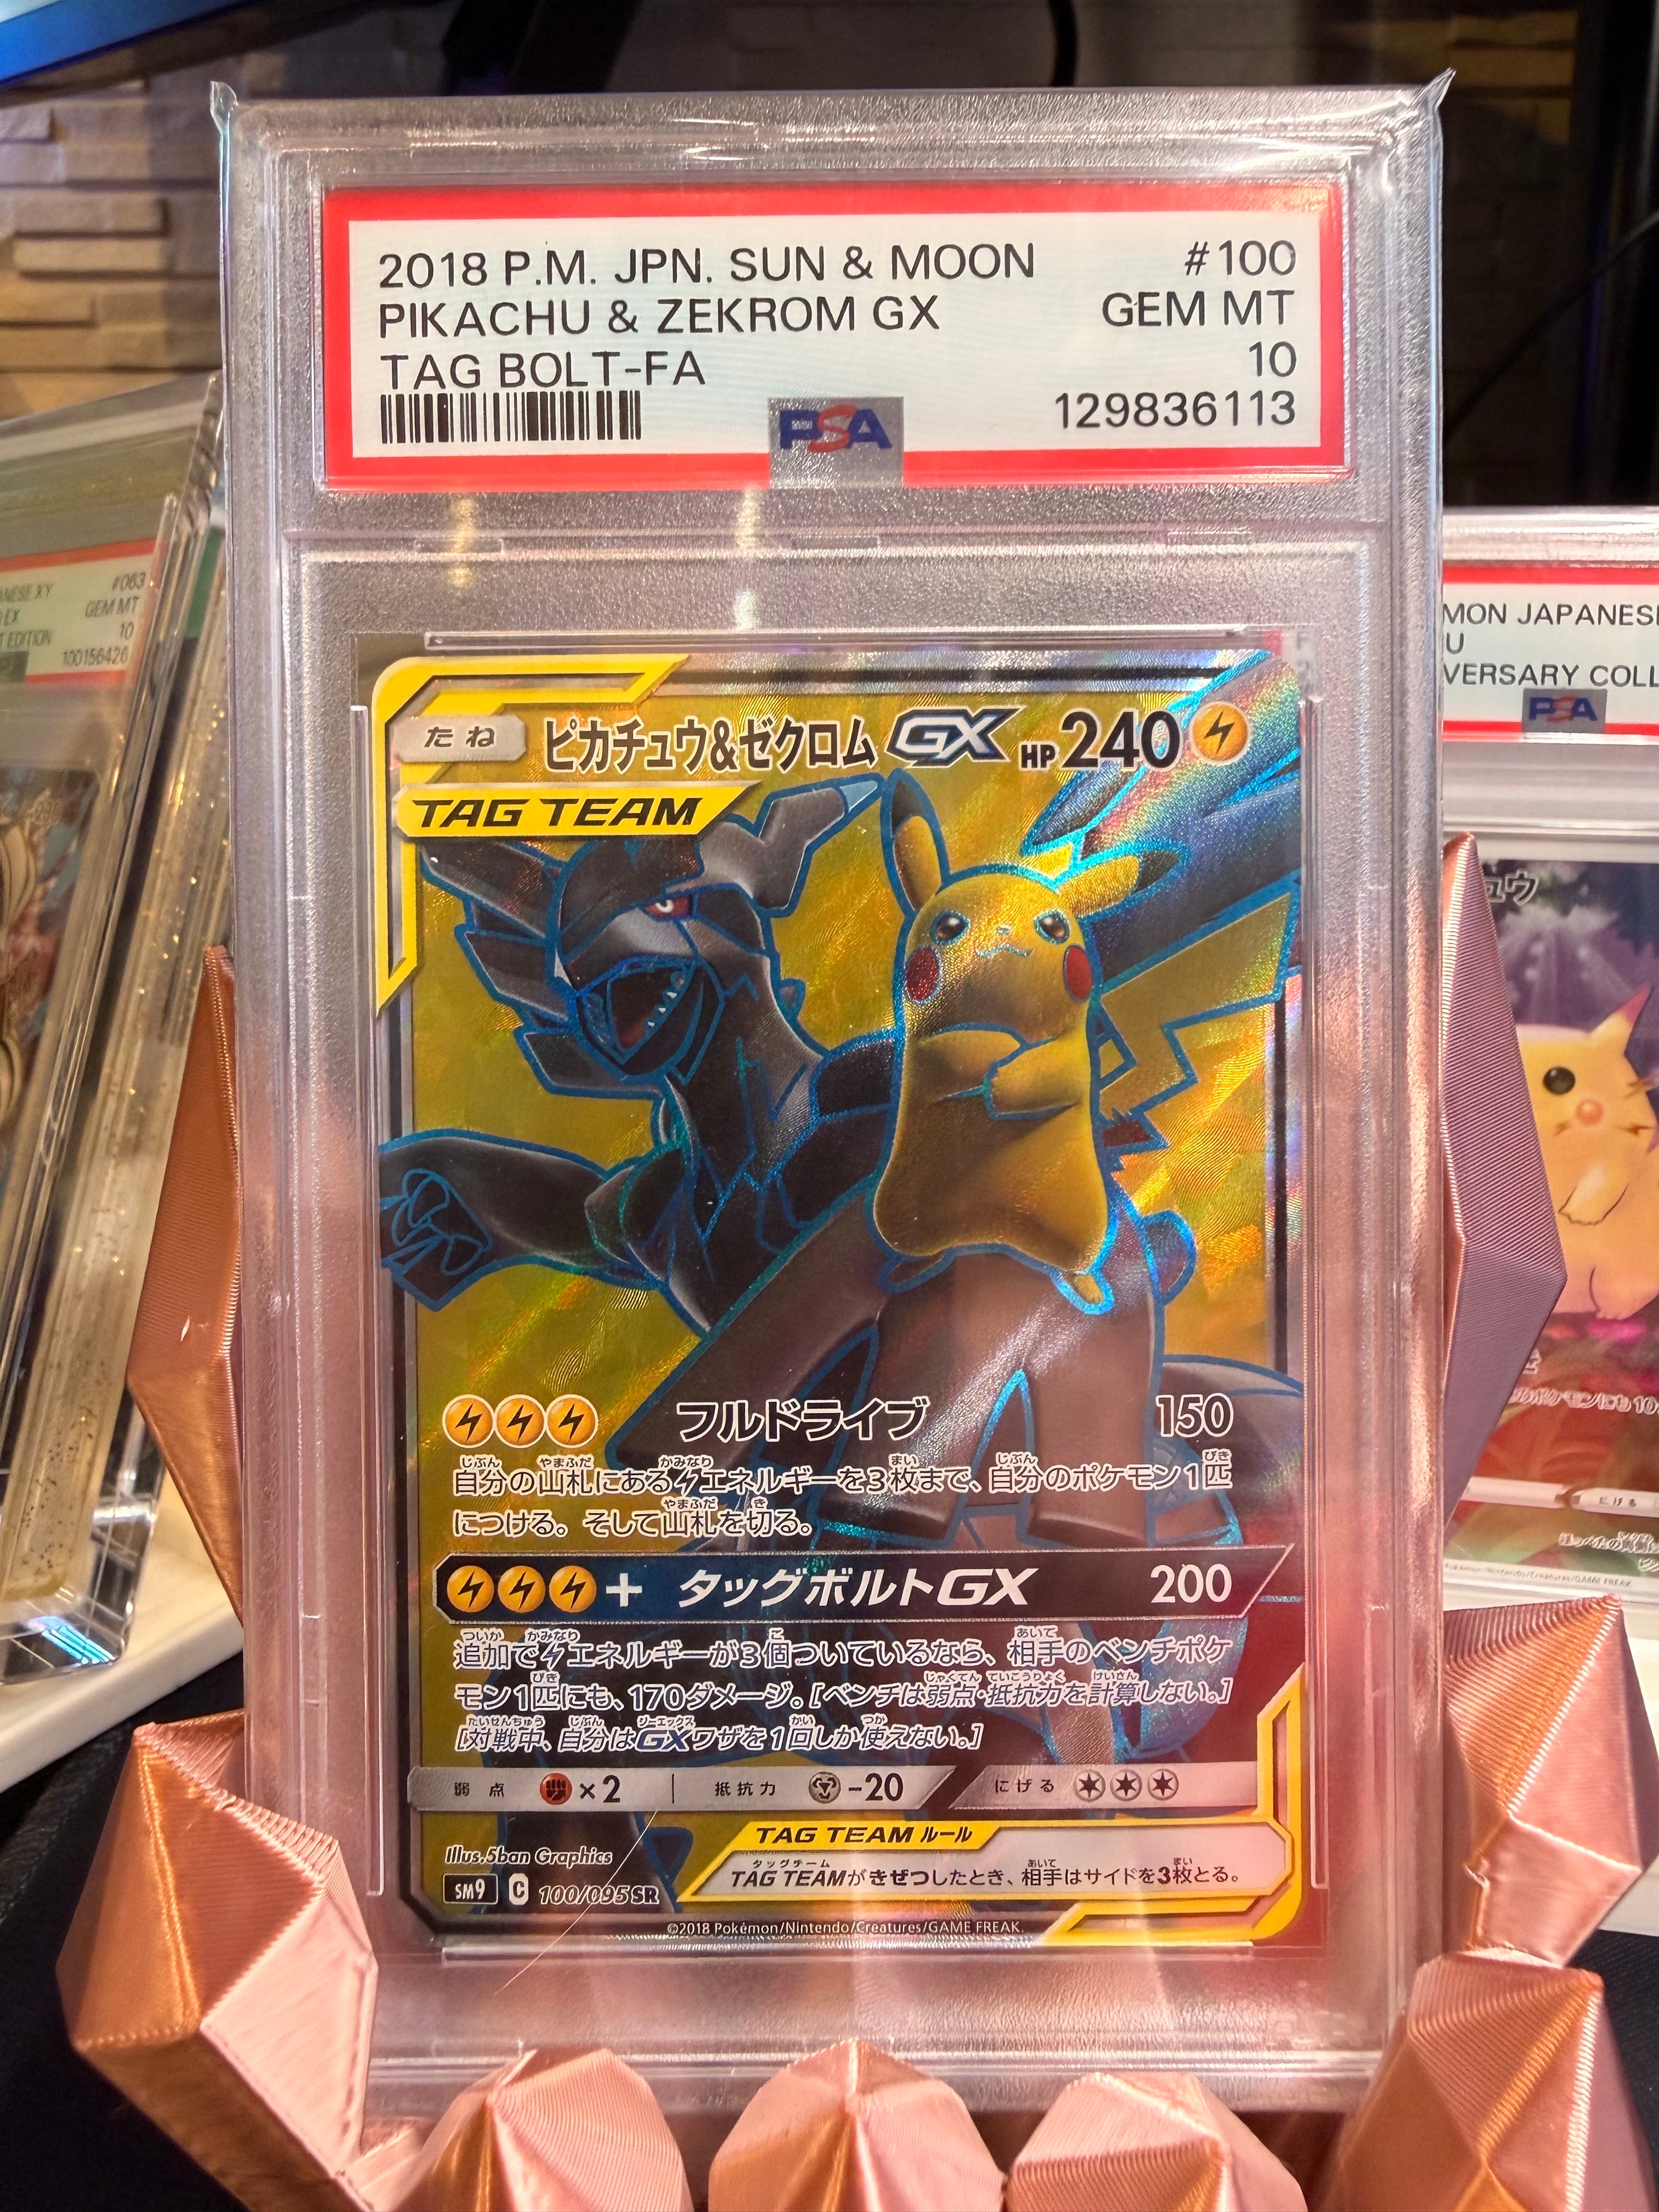 2018 P.M. JPN. SUN & MOON #100
PIKACHU & ZEKROM GX GEM MT
TAG BOLT-FA 10
129836113
PSA
#063
GEM MT
EDITION 10
MON JAPANESE
U
VERSARY COLL
PSA
たね ピカチュウ&ゼクロムGX HP240
TAG TEAM
フルドライブ 150
自分の山札にあるエネルギーを3枚まで、自分のポケモン1匹
につける。そして山札を切る。
+ タッグボルトGX 200
追加でエネルギーが3個ついているなら、相手のベンチポケ
モン1匹にも、170ダメージ。[ベンチは弱点・抵抗力を計算しない。]
[対戦中、自分はGXワザを1回しか使えない。]
弱点 ×2 抵抗力 -20 にげる
TAG TEAM ルール
TAG TEAMがきぜつしたとき、相手はサイドを3枚とる。
Illus.5ban Graphics
SM9 C 100/095 SR
©2018 Pokémon/Nintendo/Creatures/GAME FREAK.
にげる